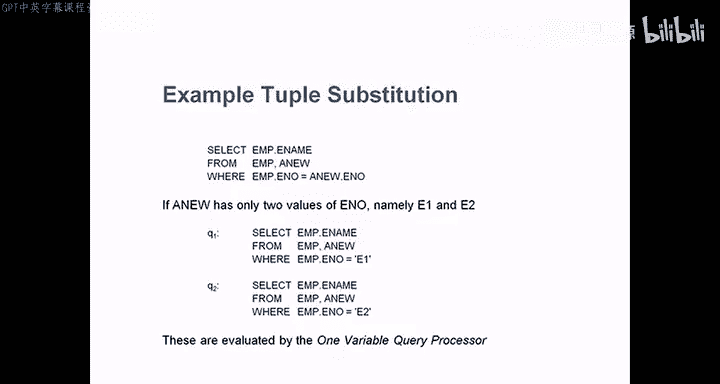 GPT中英字幕课程
bilibili
Example Tuple Substitution
SELECT EMP.ENAME
FROM EMP, ANEW
WHERE EMP.ENO = ANEW.ENO
If ANEW has only two values of ENO, namely E1 and E2
q1: SELECT EMP.ENAME
FROM EMP, ANEW
WHERE EMP.ENO = 'E1'
q2: SELECT EMP.ENAME
FROM EMP, ANEW
WHERE EMP.ENO = 'E2'
These are evaluated by the One Variable Query Processor